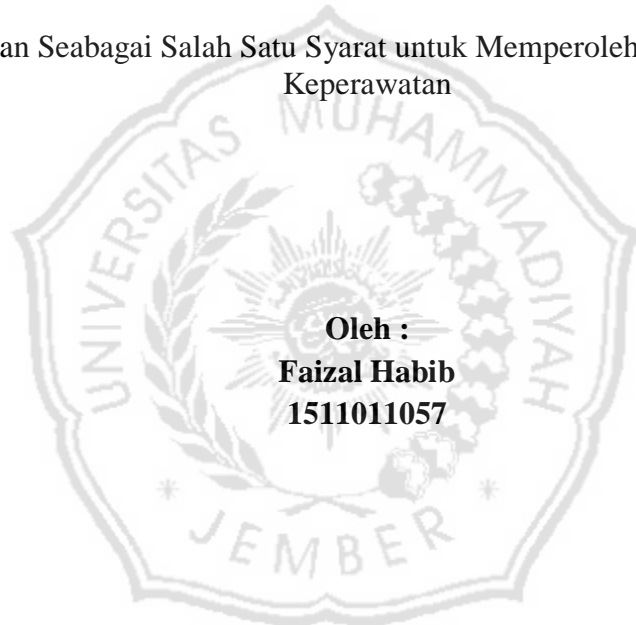 an Seabagai Salah Satu Syarat untuk Memperoleh
Keperawatan
UNIVERSITAS MUHAMMADIYAH
Oleh :
Faizal Habib
1511011057
* JEMBER *